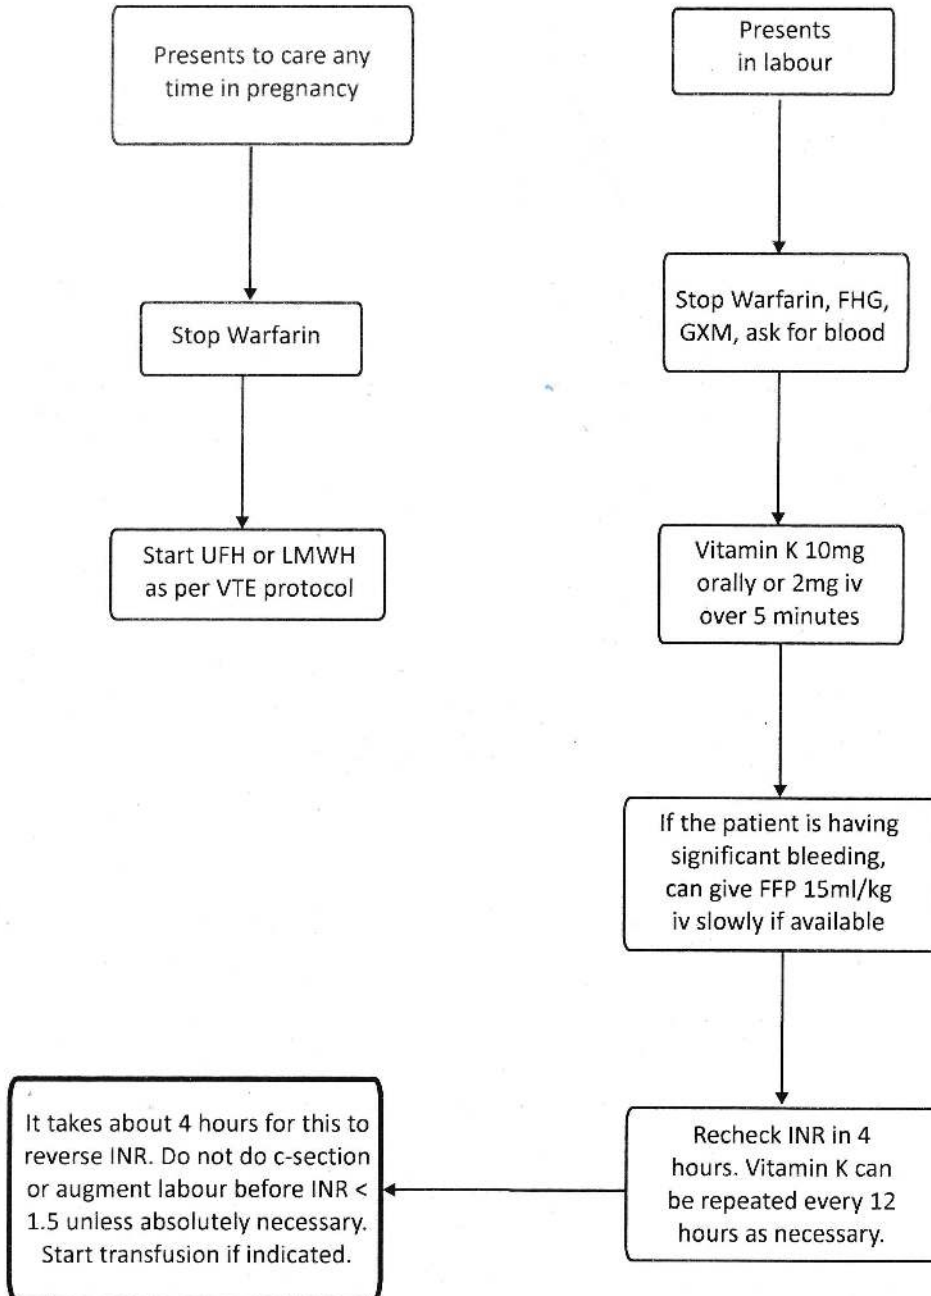 Presents to care any
time in pregnancy
Stop Warfarin
Start UFH or LMWH
as per VTE protocol
Presents
in labour
Stop Warfarin, FHG,
GXM, ask for blood
Vitamin K 10mg
orally or 2mg iv
over 5 minutes
If the patient is having
significant bleeding,
can give FFP 15ml/kg
iv slowly if available
Recheck INR in 4
hours. Vitamin K can
be repeated every 12
hours as necessary.
It takes about 4 hours for this to
reverse INR. Do not do c-section
or augment labour before INR <
1.5 unless absolutely necessary.
Start transfusion if indicated.